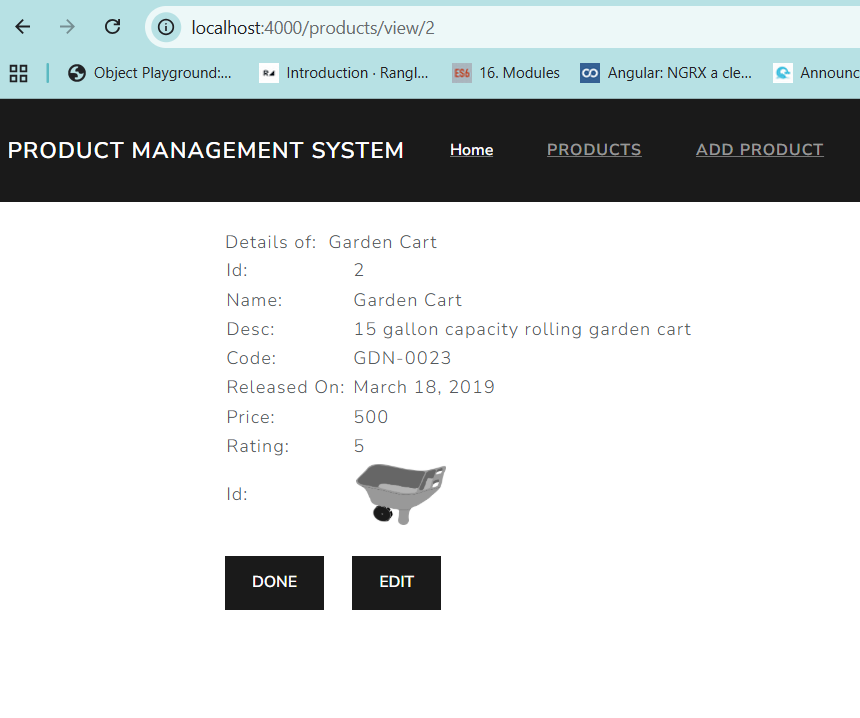 localhost:4000/products/view/2
Object Playground:... R▲ Introduction · Rangl... ES6 16. Modules Angular: NGRX a cle... Announc
PRODUCT MANAGEMENT SYSTEM Home PRODUCTS ADD PRODUCT
Details of: Garden Cart
Id: 2
Name: Garden Cart
Desc: 15 gallon capacity rolling garden cart
Code: GDN-0023
Released On: March 18, 2019
Price: 500
Rating: 5
Id:
DONE EDIT